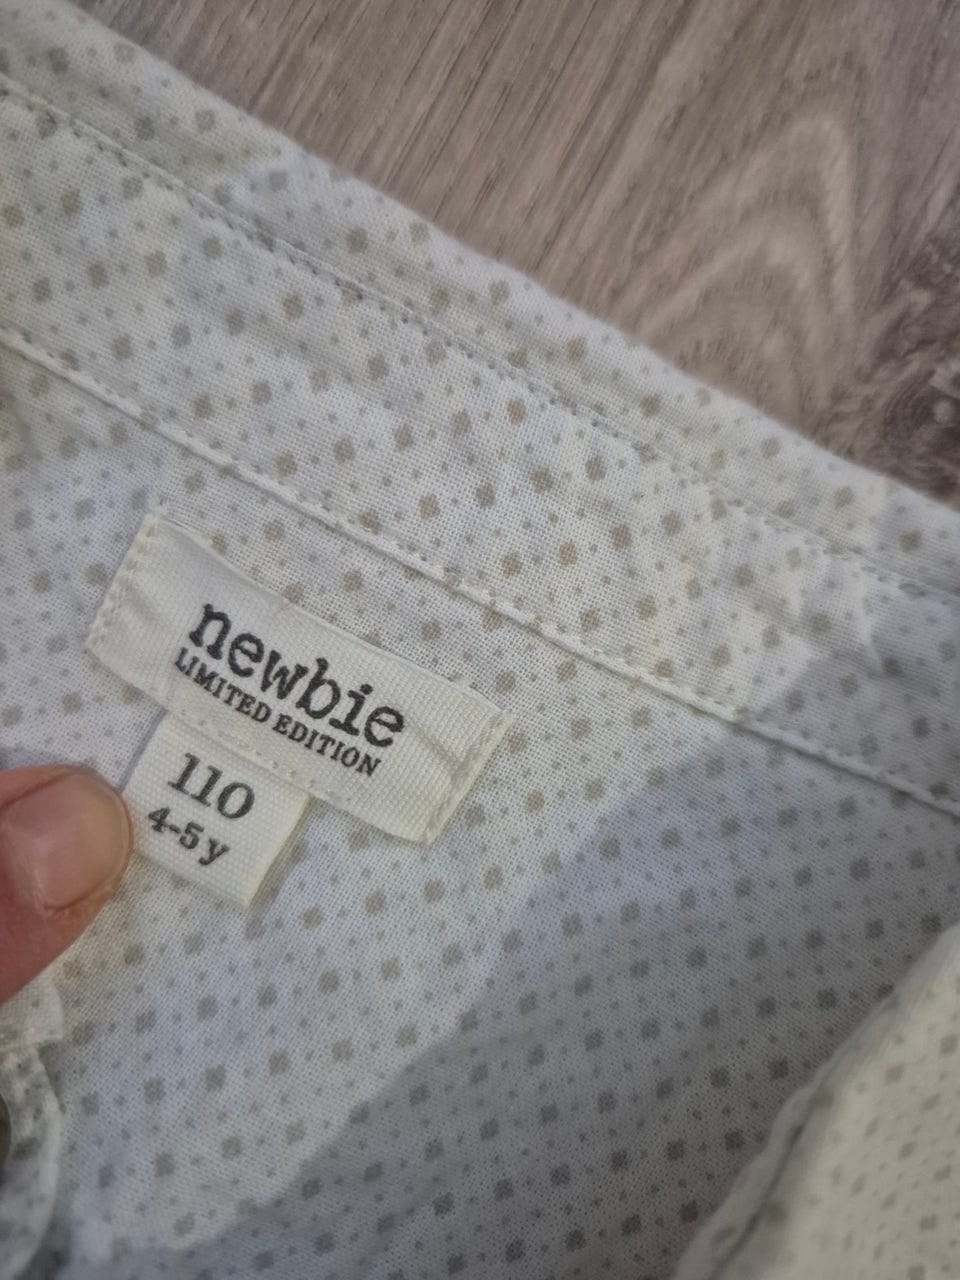 newbie
LIMITED EDITION
110
4-5 y